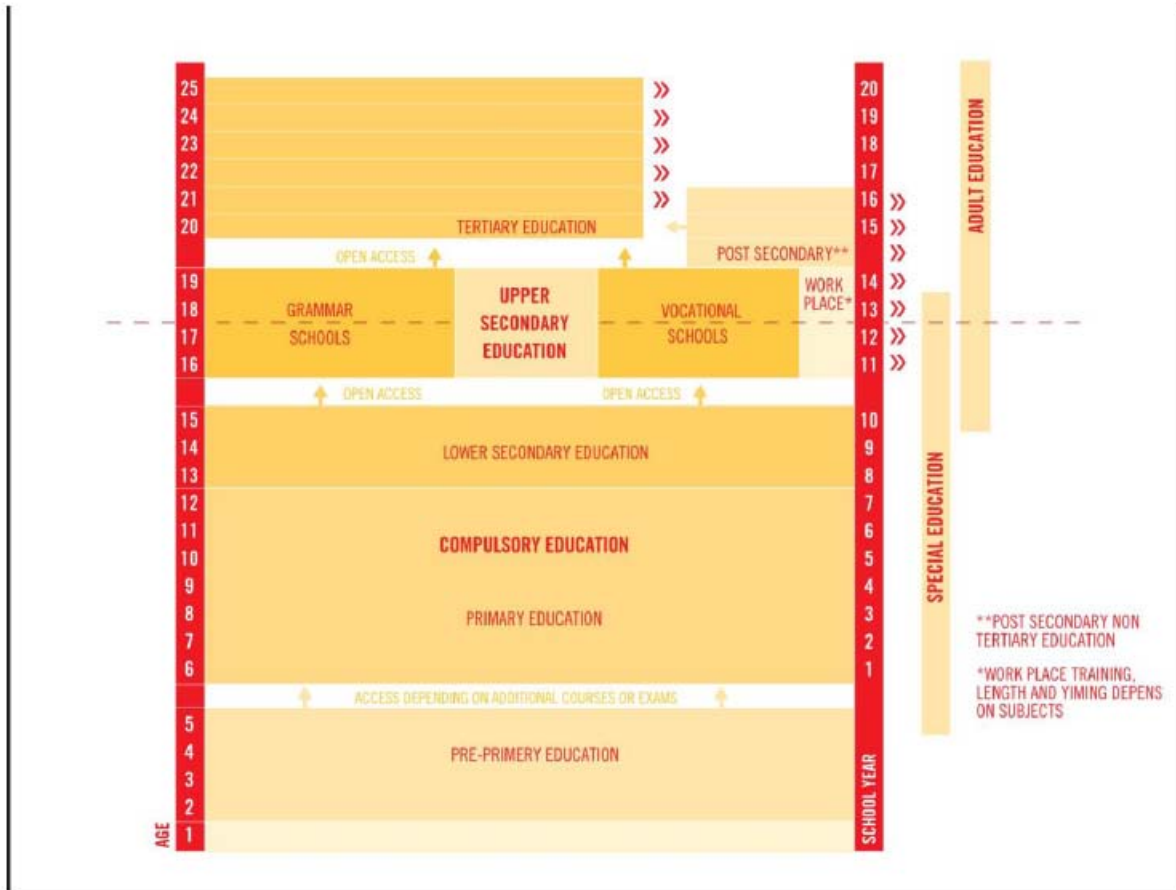 25
24
23
22
21
20
19
18
17
16
15
14
13
12
11
10
9
8
7
6
5
4
3
2
1
AGE
TERTIARY EDUCATION
OPEN ACCESS
POST SECONDARY**
GRAMMAR
SCHOOLS
UPPER
SECONDARY
EDUCATION
VOCATIONAL
SCHOOLS
WORK
PLACE*
OPEN ACCESS
OPEN ACCESS
LOWER SECONDARY EDUCATION
COMPULSORY EDUCATION
PRIMARY EDUCATION
ACCESS DEPENDING ON ADDITIONAL COURSES OR EXAMS
PRE-PRIMERY EDUCATION
20
19
18
17
16
15
14
13
12
11
10
9
8
7
6
5
4
3
2
1
SCHOOL YEAR
ADULT EDUCATION
SPECIAL EDUCATION
**POST SECONDARY NON
TERTIARY EDUCATION
*WORK PLACE TRAINING,
LENGTH AND YIMING DEPENS
ON SUBJECTS